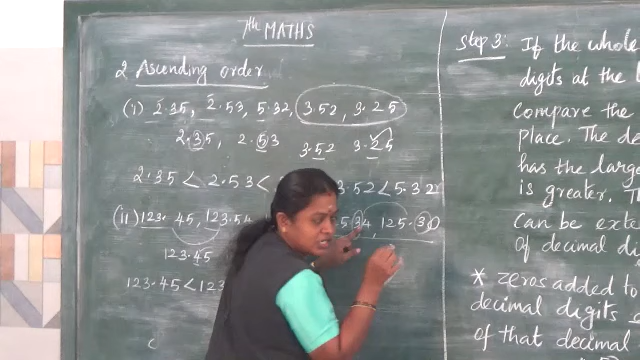 7th MATHS
2 Ascending order
(i) 2.35, 2.53, 5.32, 3.52, 3.25
2.35, 2.53 3.52 3.25
2.35 < 2.53 < 3.52 < 5.32
(ii) 123.45, 123.54 5 34, 125.30
123.45
123.45 < 123
Step 3: If the whole
digits at the
Compare the
place. The de
has the large
is greater. The
can be exte
of decimal di
* zeros added to
decimal digits
of that decimal